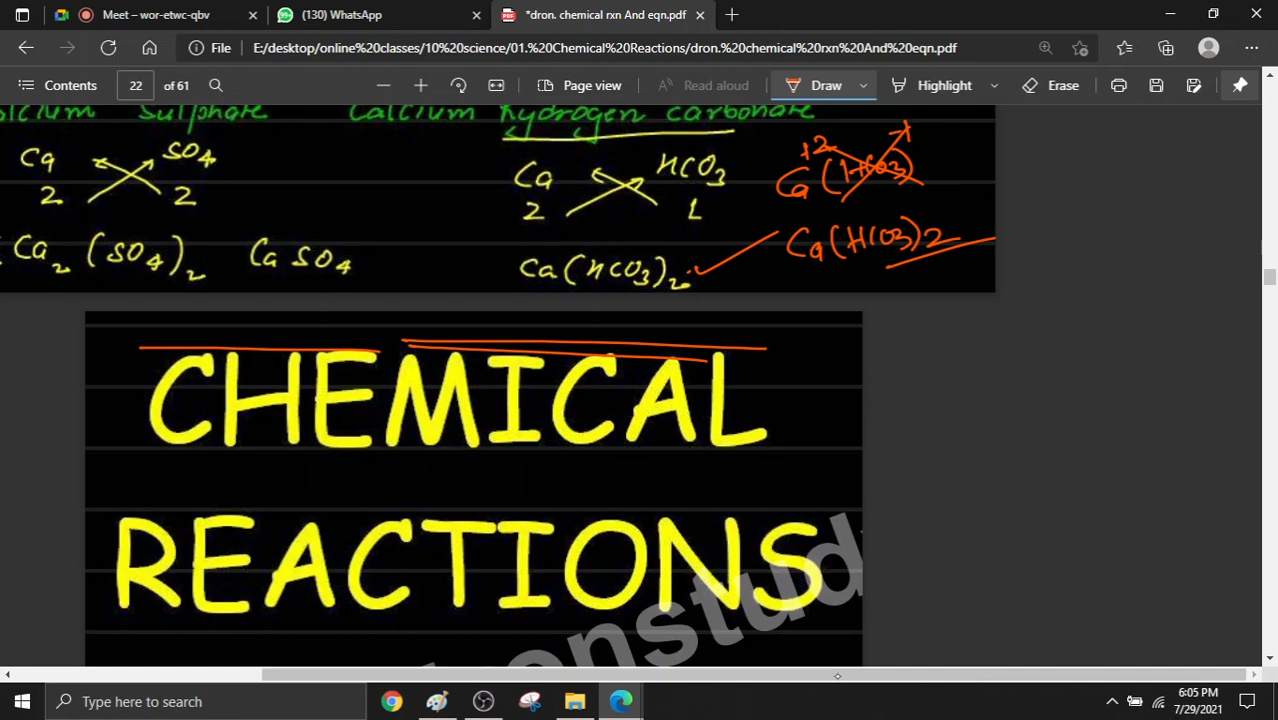 Meet – wor-etwc-qbv
(130) WhatsApp
*dron. chemical rxn And eqn.pdf
File
E:/desktop/online%20classes/10%20science/01.%20Chemical%20Reactions/dron.%20chemical%20rxn%20And%20eqn.pdf
Contents 22 of 61 Page view Read aloud Draw Highlight Erase
Sulphate Calcium hydrogen carbonate
Ca SO4 Ca HCO3 +2
2 2 2 1 Ca (HCO3)
Ca2 (SO4)2 CaSO4 Ca(HCO3)2 Ca(HCO3)2
CHEMICAL
REACTIONS
Type here to search
6:05 PM
7/29/2021